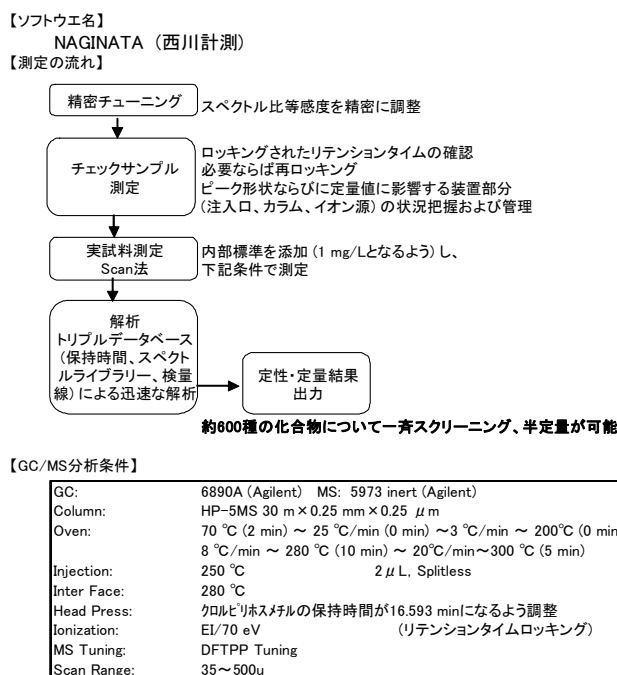 【ソフトウエ名】
NAGINATA （西川計測）
【測定の流れ】
精密チューニング
スペクトル比等感度を精密に調整
チェックサンプル
測定
ロッキングされたリテンションタイムの確認
必要ならば再ロッキング
ピーク形状ならびに定量値に影響する装置部分
（注入口、カラム、イオン源）の状況把握および管理
実試料測定
Scan法
内部標準を添加（1 mg/Lとなるよう）し、
下記条件で測定
解析
トリプルデータベース
（保持時間、スペクト
ルライブラリー、検量
線）による迅速な解析
定性・定量結果
出力
約600種の化合物について一斉スクリーニング、半定量が可能
【GC/MS分析条件】
GC: 6890A (Agilent) MS: 5973 inert (Agilent)
Column: HP-5MS 30 m×0.25 mm×0.25 μm
Oven: 70 ℃ (2 min) ～ 25 ℃/min (0 min) ～3 ℃/min ～ 200℃ (0 min
8 ℃/min ～ 280 ℃ (10 min) ～ 20℃/min～300 ℃ (5 min)
Injection: 250 ℃ 2μL, Splitless
Inter Face: 280 ℃
Head Press: ｸﾛﾙﾋﾟﾘﾎｽﾒﾁﾙの保持時間が16.593 minになるよう調整
Ionization: EI/70 eV （リテンションタイムロッキング）
MS Tuning: DFTPP Tuning
Scan Range: 35～500u